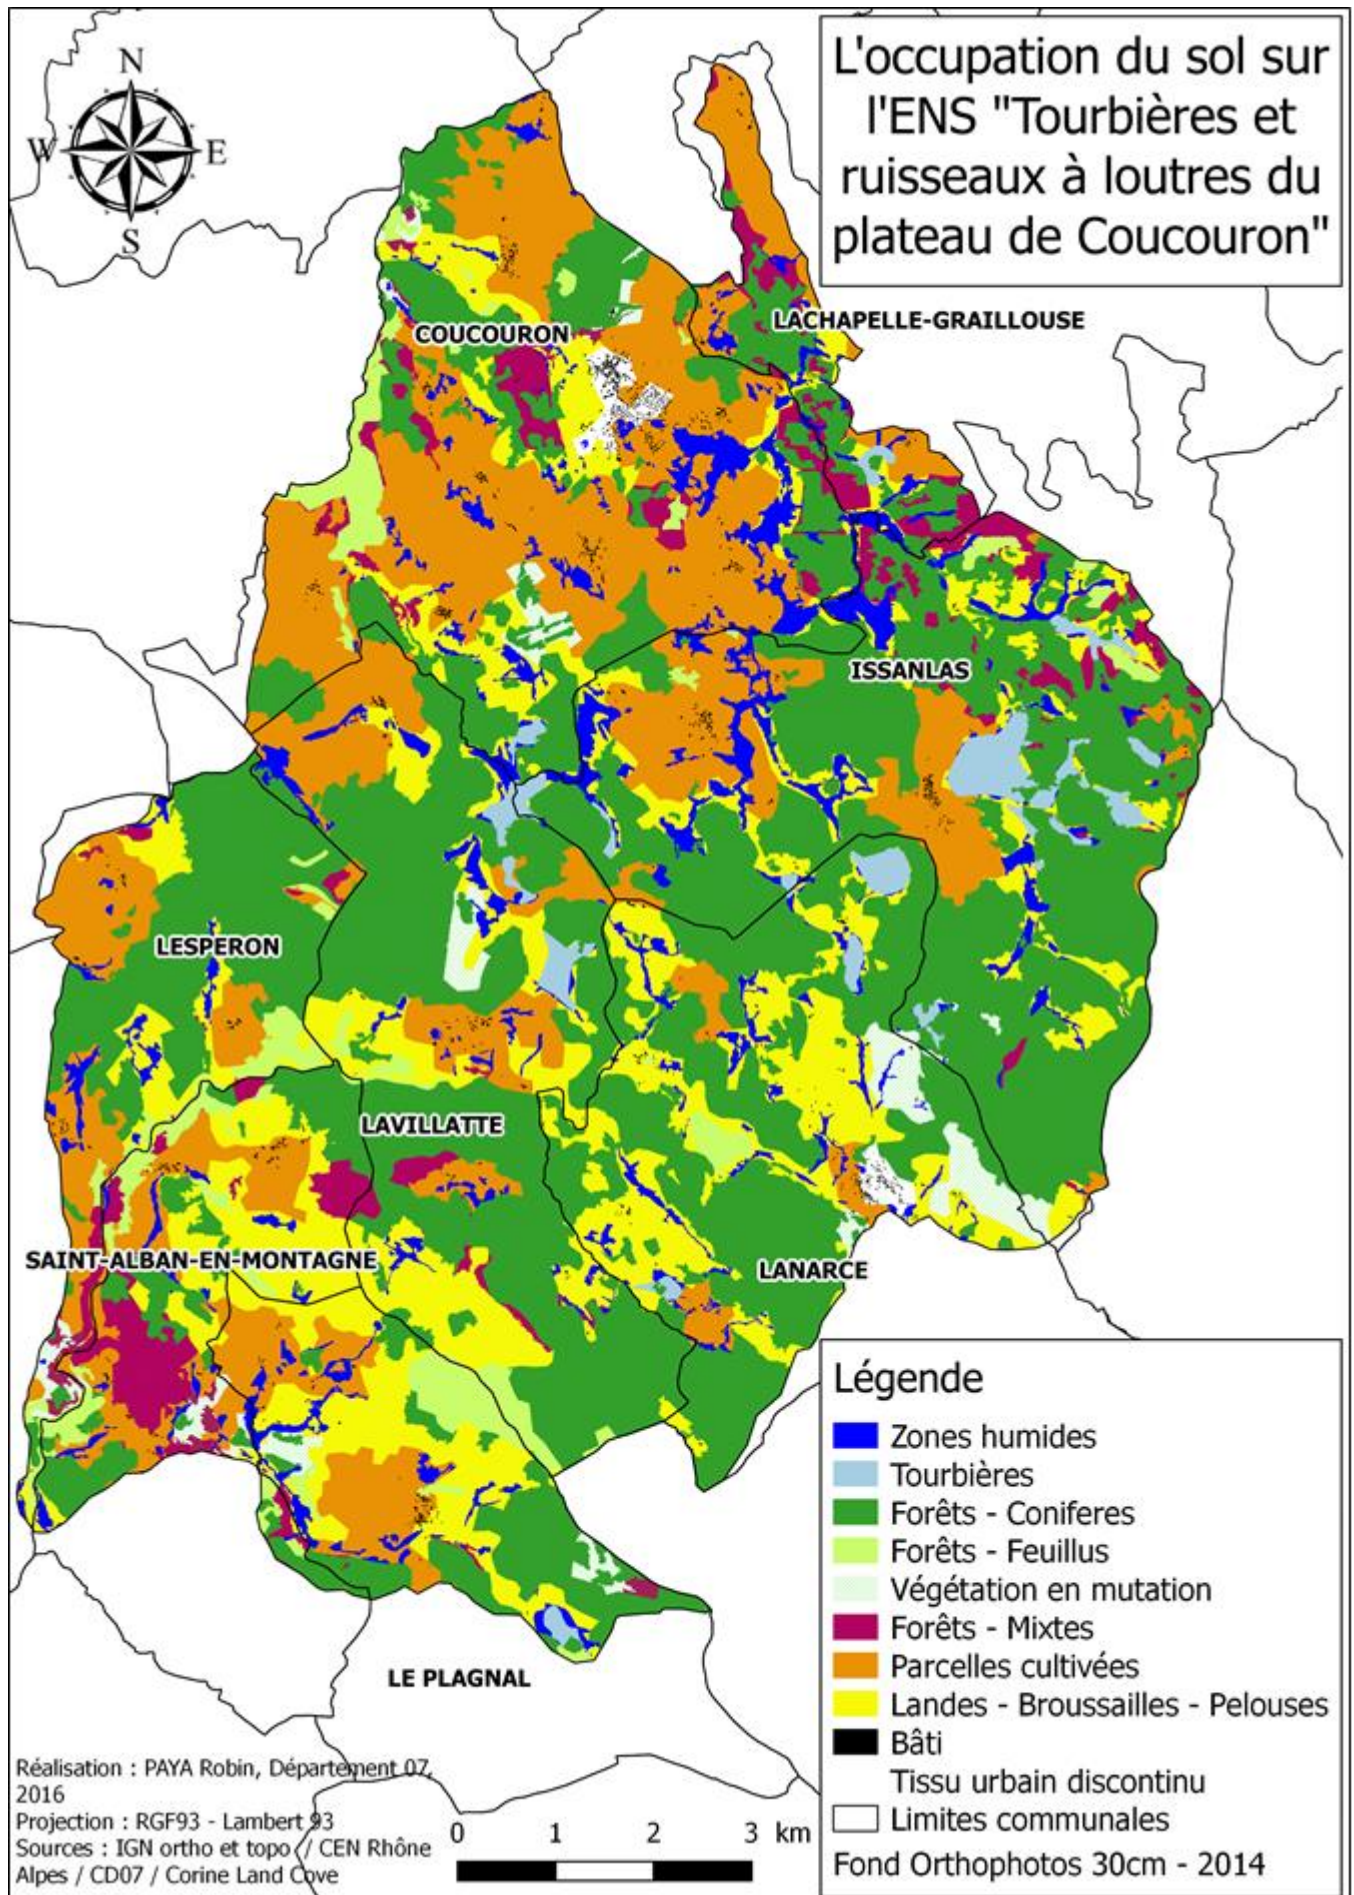 L'occupation du sol sur
l'ENS "Tourbières et
ruisseaux à loutres du
plateau de Coucouron"
N
W
E
S
LACHAPELLE-GRAILLOUSE
COUCOURON
ISSANLAS
LESPERON
LAVILLATTE
SAINT-ALBAN-EN-MONTAGNE
LANARCE
LE PLAGNAL
Légende
Zones humides
Tourbières
Forêts - Coniferes
Forêts - Feuillus
Végétation en mutation
Forêts - Mixtes
Parcelles cultivées
Landes - Broussailles - Pelouses
Bâti
Tissu urbain discontinu
Limites communales
Fond Orthophotos 30cm - 2014
Réalisation : PAYA Robin, Département 07,
2016
Projection : RGF93 - Lambert 93
Sources : IGN ortho et topo / CEN Rhône
Alpes / CD07 / Corine Land Cove
0 1 2 3 km